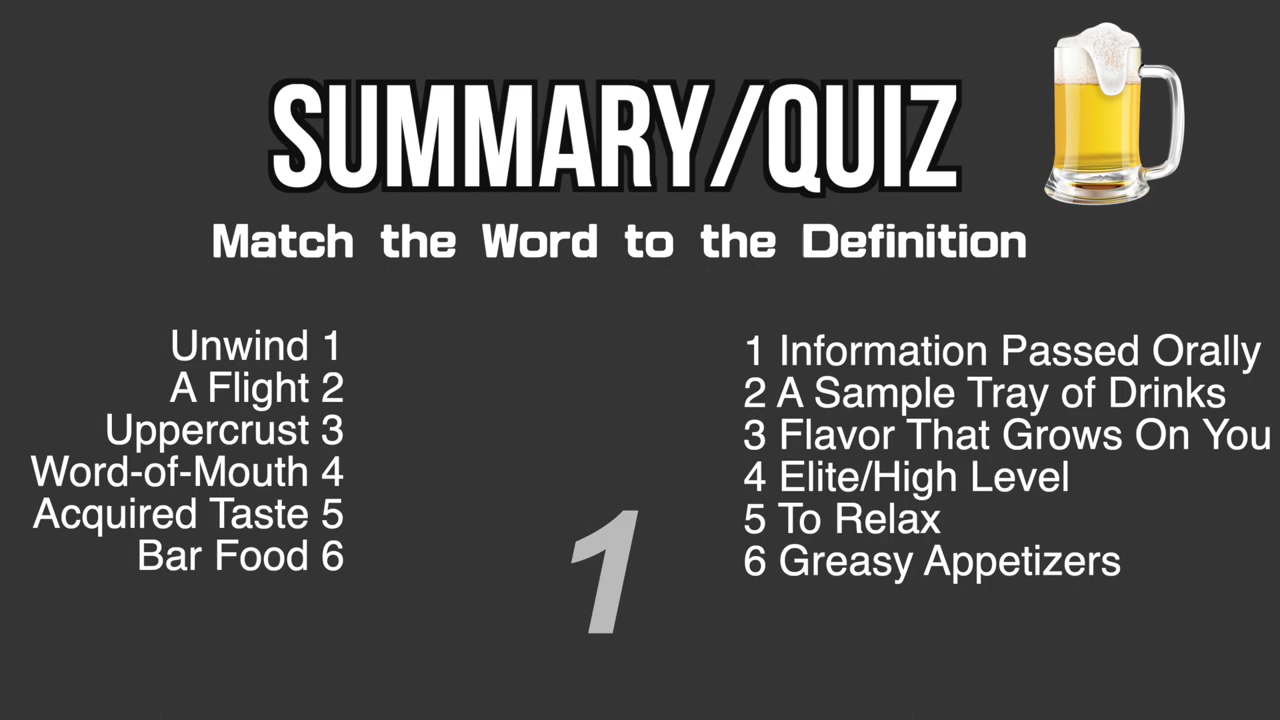 SUMMARY/QUIZ
Match the Word to the Definition
Unwind 1
A Flight 2
Uppercrust 3
Word-of-Mouth 4
Acquired Taste 5
Bar Food 6
1 Information Passed Orally
2 A Sample Tray of Drinks
3 Flavor That Grows On You
4 Elite/High Level
5 To Relax
6 Greasy Appetizers
1